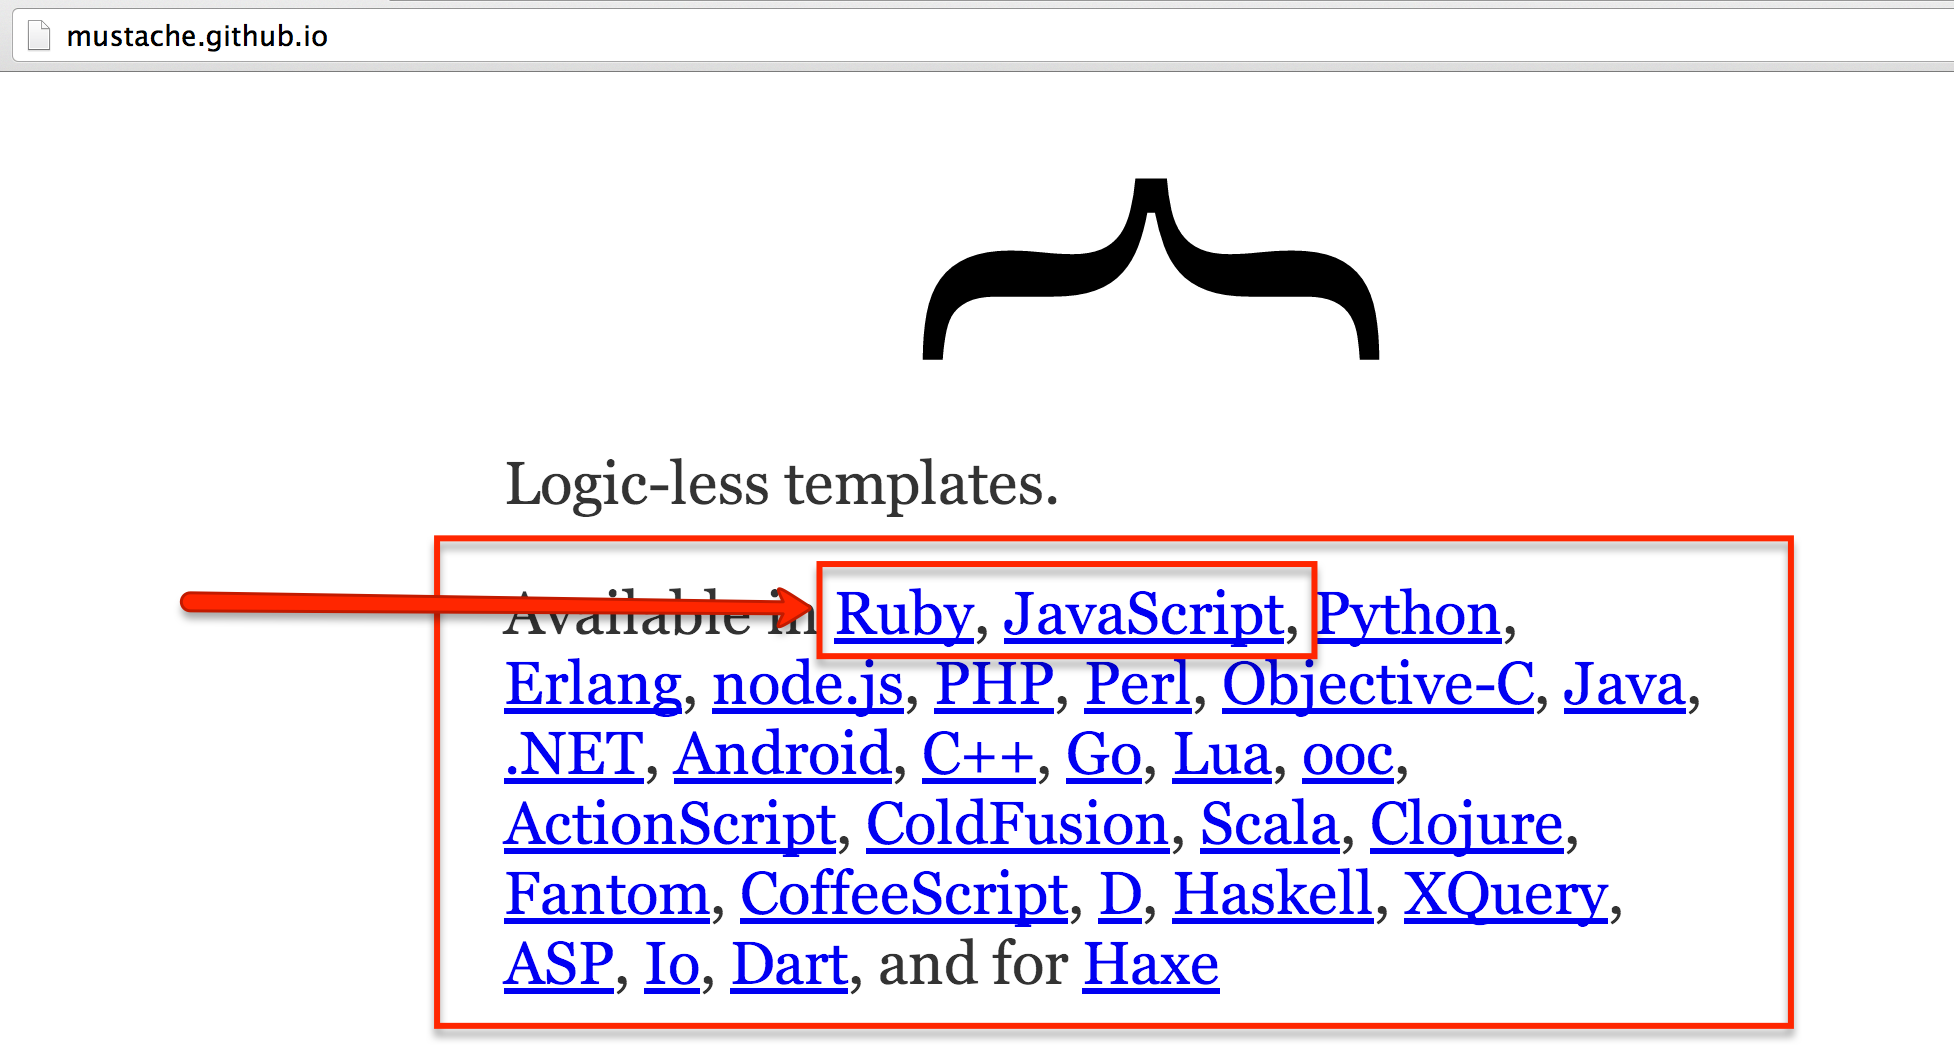 mustache.github.io
Logic-less templates.
Available in Ruby, JavaScript, Python,
Erlang, node.js, PHP, Perl, Objective-C, Java,
.NET, Android, C++, Go, Lua, ooc,
ActionScript, ColdFusion, Scala, Clojure,
Fantom, CoffeeScript, D, Haskell, XQuery,
ASP, Io, Dart, and for Haxe